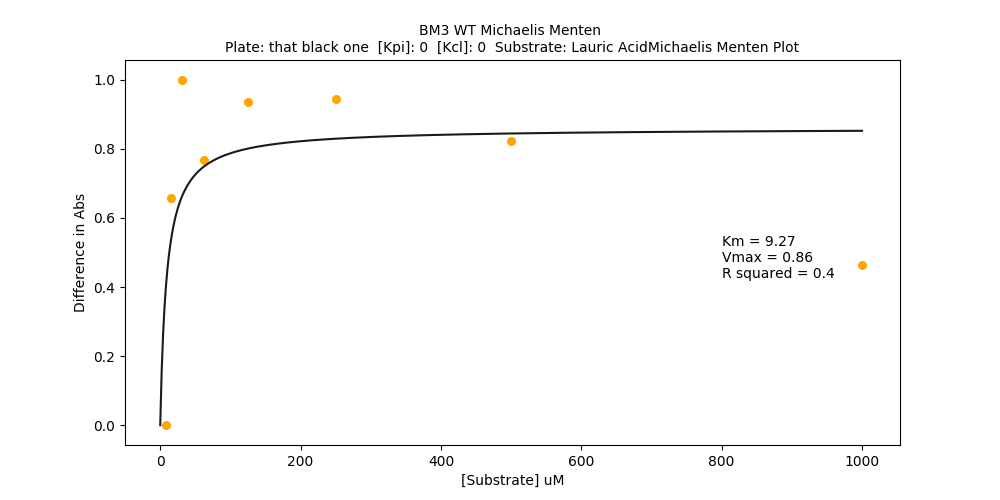 BM3 WT Michaelis Menten
Plate: that black one  [Kpi]: 0  [Kcl]: 0  Substrate: Lauric AcidMichaelis Menten Plot
1.0
0.8
0.6
0.4
0.2
0.0
Difference in Abs
Km = 9.27
Vmax = 0.86
R squared = 0.4
0 200 400 600 800 1000
[Substrate] uM